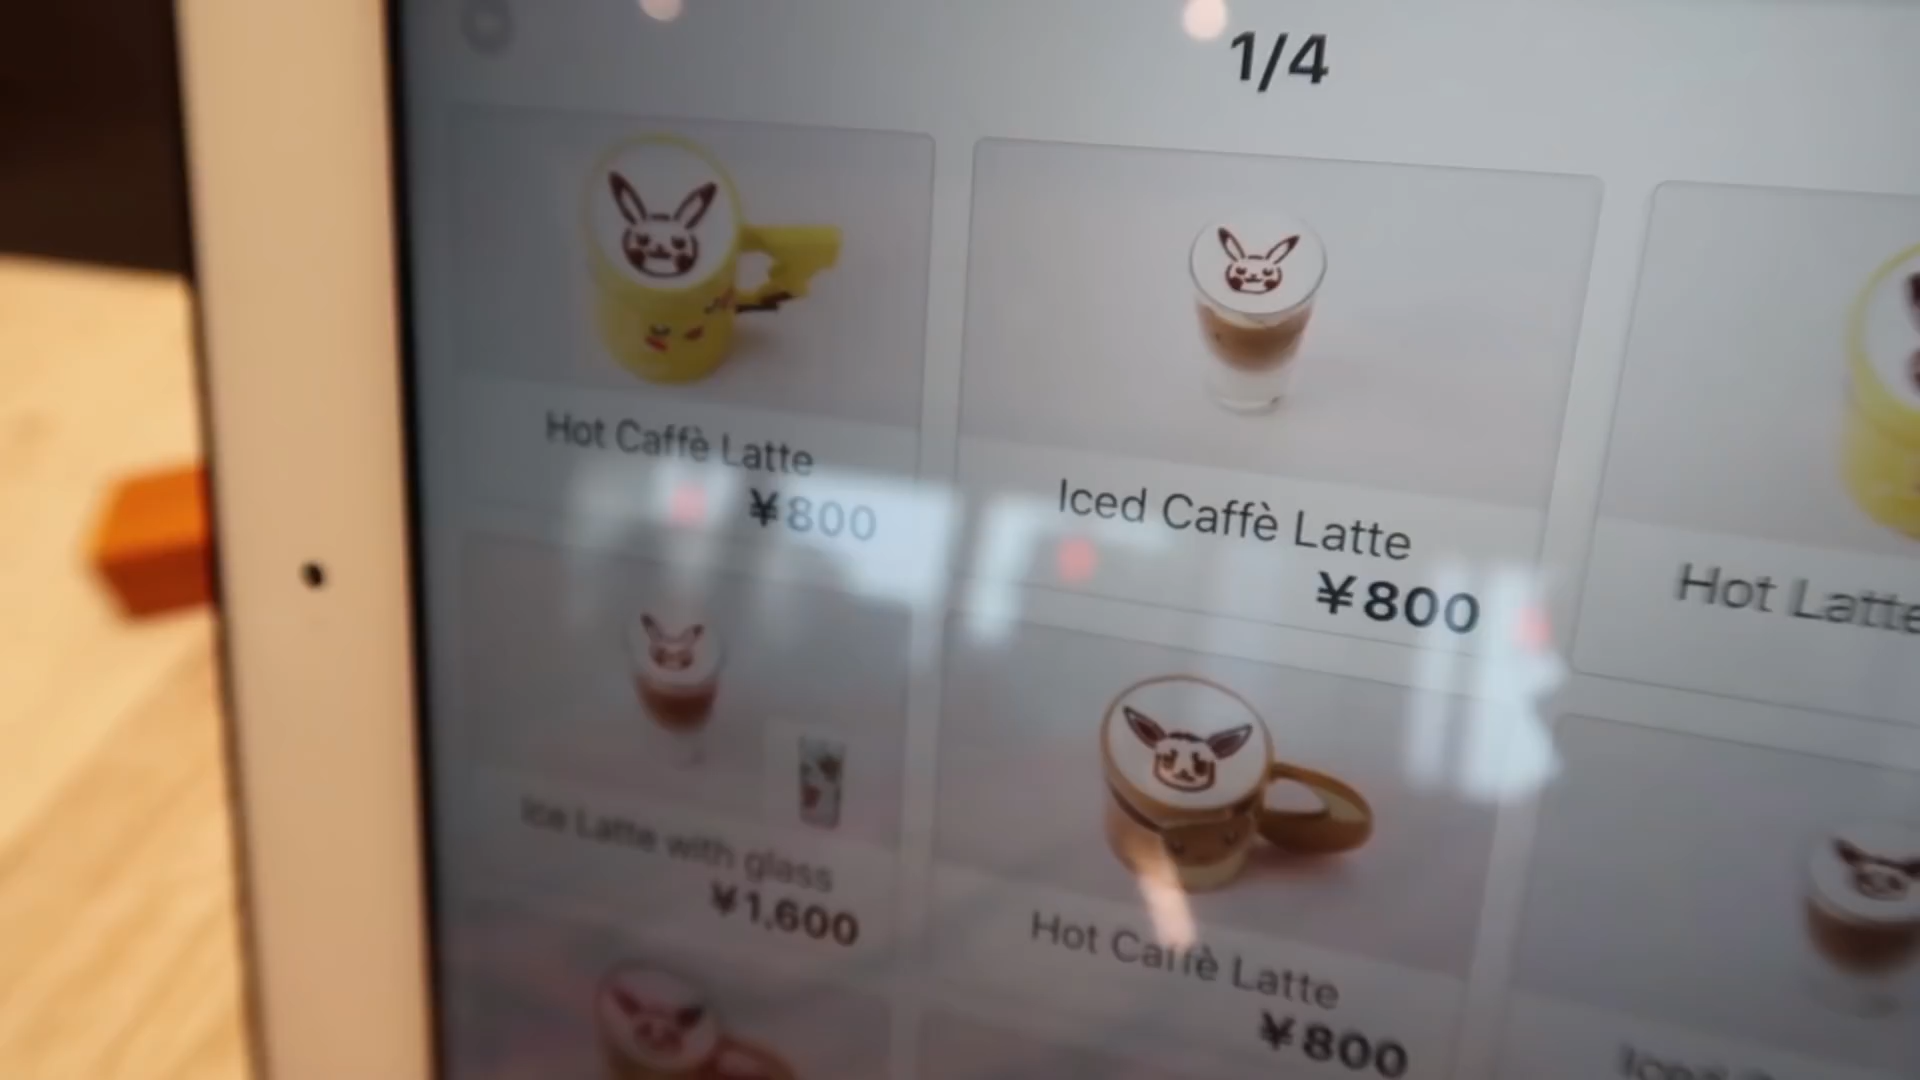 1/4
Hot Caffè Latte
¥800
Iced Caffè Latte
¥800
Hot Latte
Ice Latte with glass
¥1,600
Hot Caffè Latte
¥800